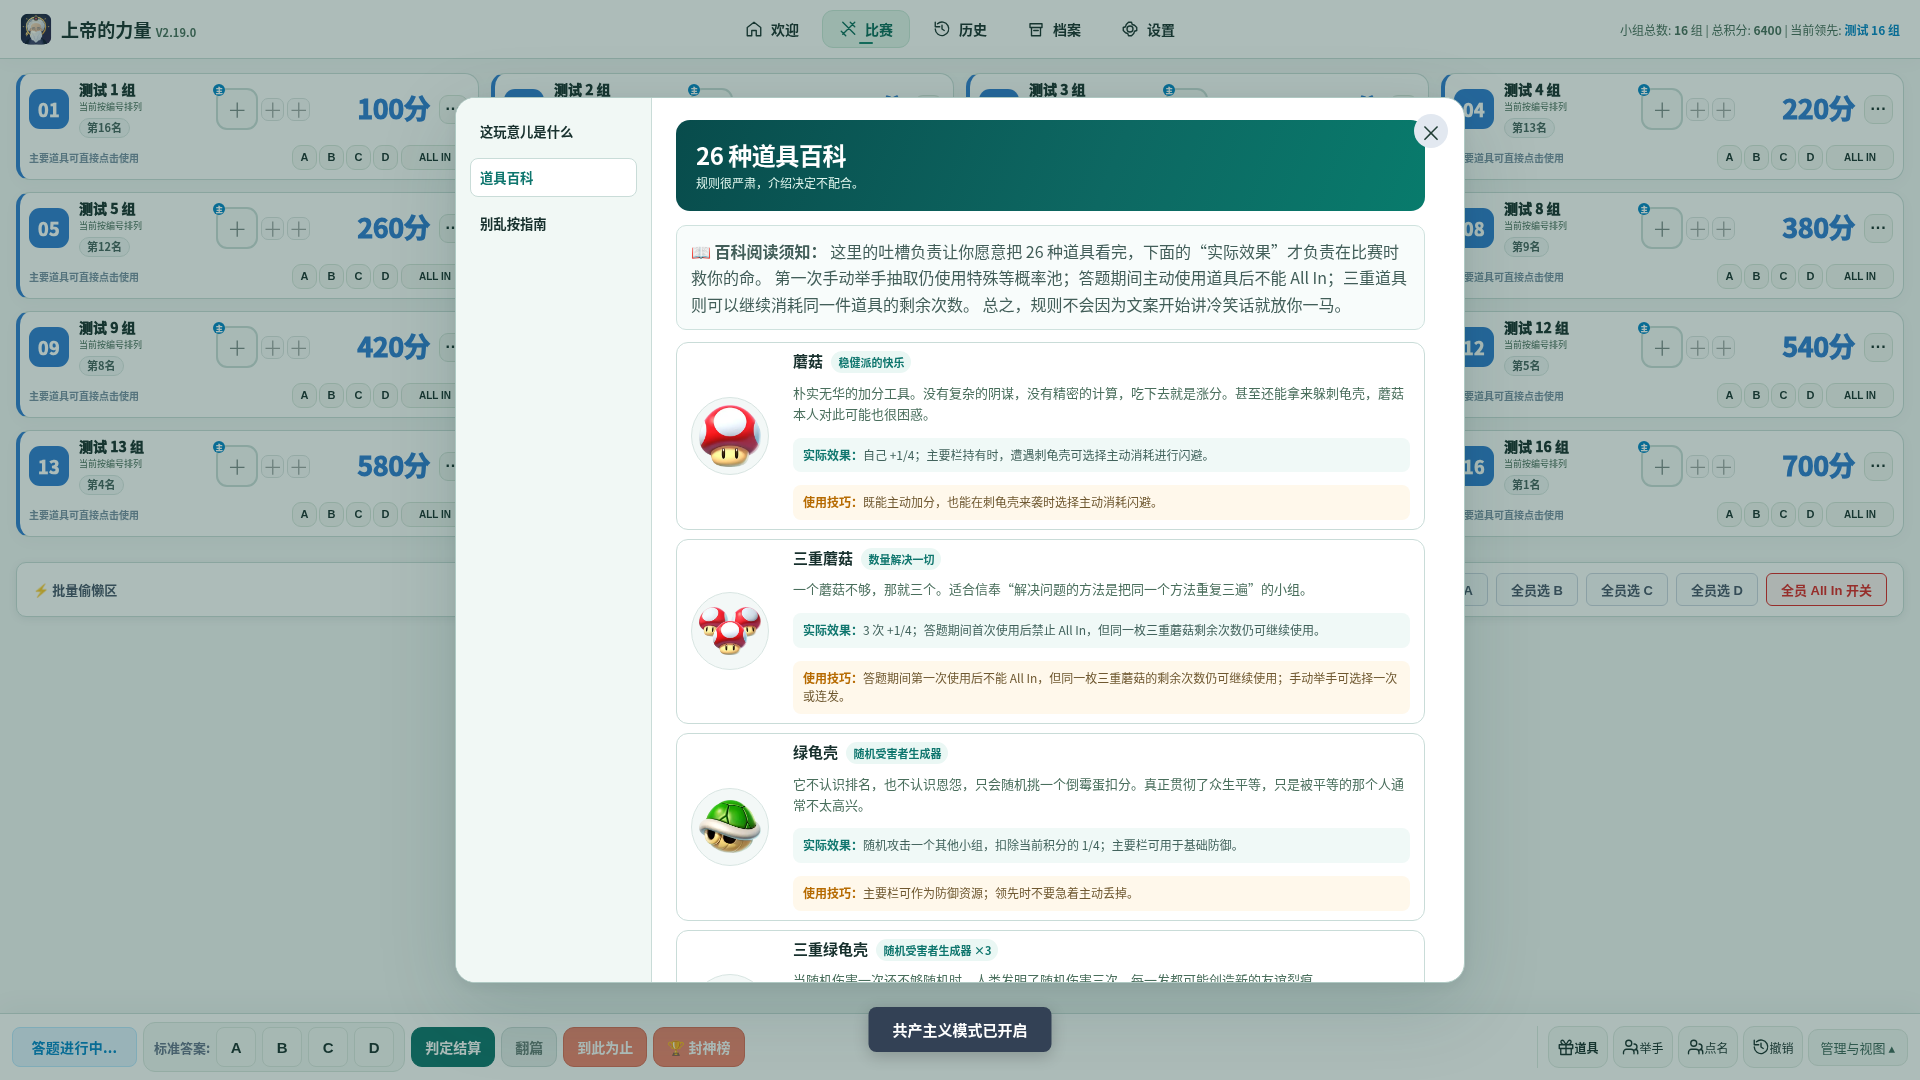 上帝的力量 V2.19.0
欢迎
比赛
历史
档案
设置
小组总数: 16 组 | 总积分: 6400 | 当前领先: 测试 16 组
01
测试 1 组
当前按编号排列
第16名
主
100分
主要道具可直接点击使用
A
B
C
D
ALL IN
测试 2 组
主
测试 3 组
主
04
测试 4 组
当前按编号排列
第13名
主
220分
要道具可直接点击使用
A
B
C
D
ALL IN
05
测试 5 组
当前按编号排列
第12名
主
260分
主要道具可直接点击使用
A
B
C
D
ALL IN
08
测试 8 组
当前按编号排列
第9名
主
380分
要道具可直接点击使用
A
B
C
D
ALL IN
09
测试 9 组
当前按编号排列
第8名
主
420分
主要道具可直接点击使用
A
B
C
D
ALL IN
12
测试 12 组
当前按编号排列
第5名
主
540分
要道具可直接点击使用
A
B
C
D
ALL IN
13
测试 13 组
当前按编号排列
第4名
主
580分
主要道具可直接点击使用
A
B
C
D
ALL IN
16
测试 16 组
当前按编号排列
第1名
主
700分
要道具可直接点击使用
A
B
C
D
ALL IN
⚡ 批量偷懒区
A
全员选 B
全员选 C
全员选 D
全员 All In 开关
这玩意儿是什么
道具百科
别乱按指南
26 种道具百科
规则很严肃，介绍决定不配合。
📖 百科阅读须知： 这里的吐槽负责让你愿意把 26 种道具看完，下面的“实际效果”才负责在比赛时
救你的命。 第一次手动举手抽取仍使用特殊等概率池；答题期间主动使用道具后不能 All In；三重道具
则可以继续消耗同一件道具的剩余次数。 总之，规则不会因为文案开始讲冷笑话就放你一马。
蘑菇 稳健派的快乐
朴实无华的加分工具。没有复杂的阴谋，没有精密的计算，吃下去就是涨分。甚至还能拿来躲刺龟壳，蘑菇
本人对此可能也很困惑。
实际效果：自己 +1/4；主要栏持有时，遭遇刺龟壳可选择主动消耗进行闪避。
使用技巧：既能主动加分，也能在刺龟壳来袭时选择主动消耗闪避。
三重蘑菇 数量解决一切
一个蘑菇不够，那就三个。适合信奉“解决问题的方法是把同一个方法重复三遍”的小组。
实际效果：3 次 +1/4；答题期间首次使用后禁止 All In，但同一枚三重蘑菇剩余次数仍可继续使用。
使用技巧：答题期间第一次使用后不能 All In，但同一枚三重蘑菇的剩余次数仍可继续使用；手动举手可选择一次
或连发。
绿龟壳 随机受害者生成器
它不认识排名，也不认识恩怨，只会随机挑一个倒霉蛋扣分。真正贯彻了众生平等，只是被平等的那个人通
常不太高兴。
实际效果：随机攻击一个其他小组，扣除当前积分的 1/4；主要栏可用于基础防御。
使用技巧：主要栏可作为防御资源；领先时不要急着主动丢掉。
三重绿龟壳 随机受害者生成器 ×3
当随机伤害一次还不够随机时，人类发明了随机伤害三次。每一发都可能创造新的友谊裂痕。
共产主义模式已开启
答题进行中...
标准答案:
A
B
C
D
判定结算
翻篇
到此为止
🏆 封神榜
道具
举手
点名
撤销
管理与视图 ▴